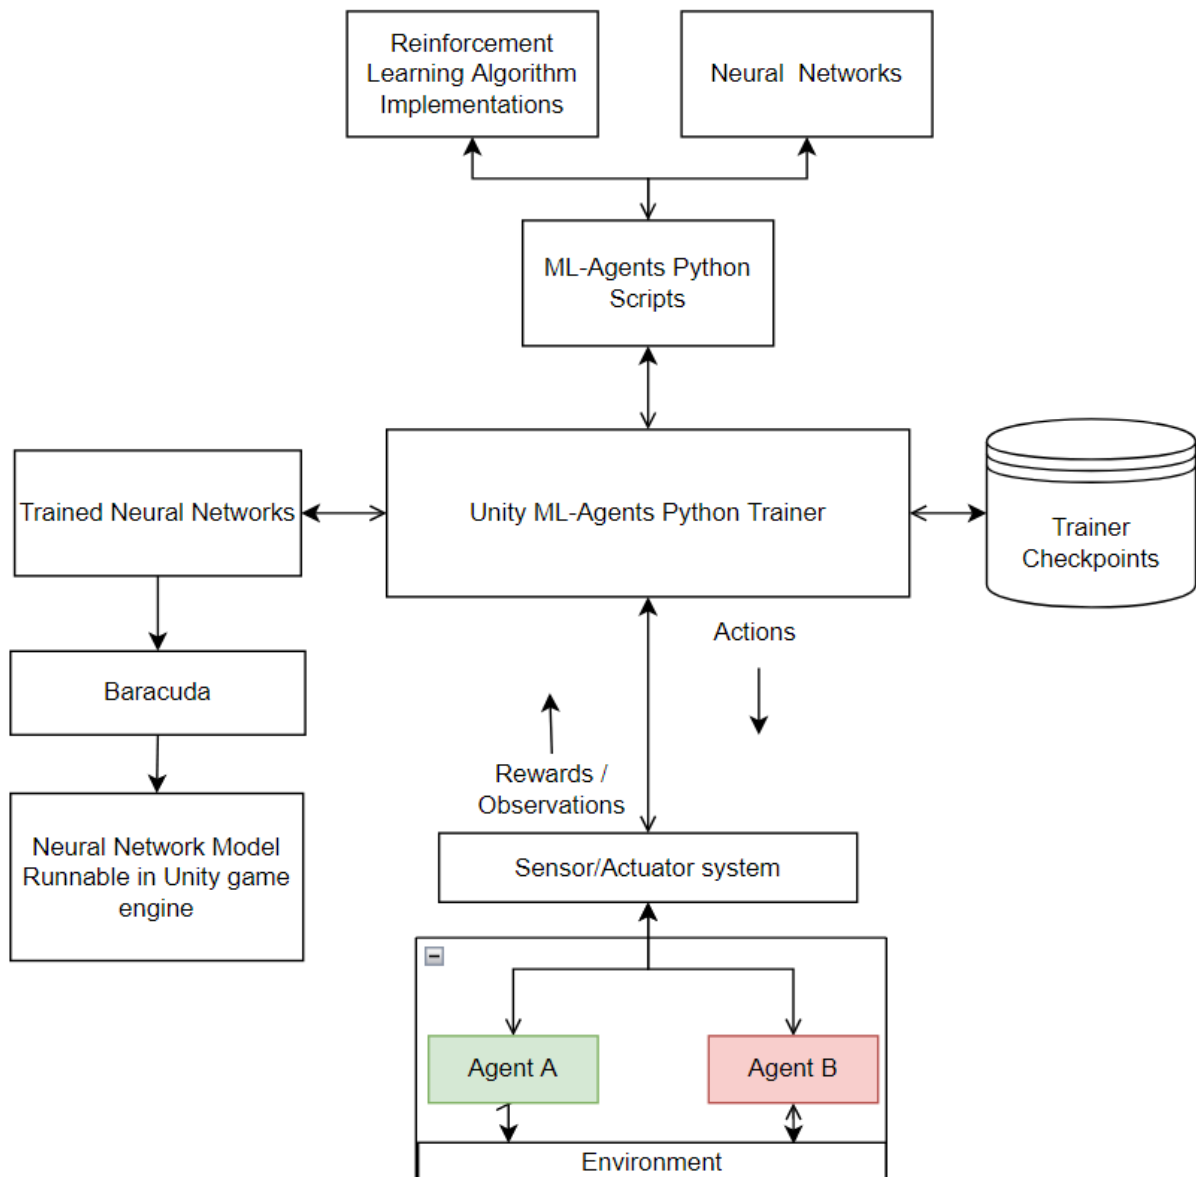 Reinforcement
Learning Algorithm
Implementations
Neural Networks
ML-Agents Python
Scripts
Trained Neural Networks
Unity ML-Agents Python Trainer
Trainer
Checkpoints
Actions
Baracuda
Rewards /
Observations
Neural Network Model
Runnable in Unity game
engine
Sensor/Actuator system
Agent A
Agent B
Environment